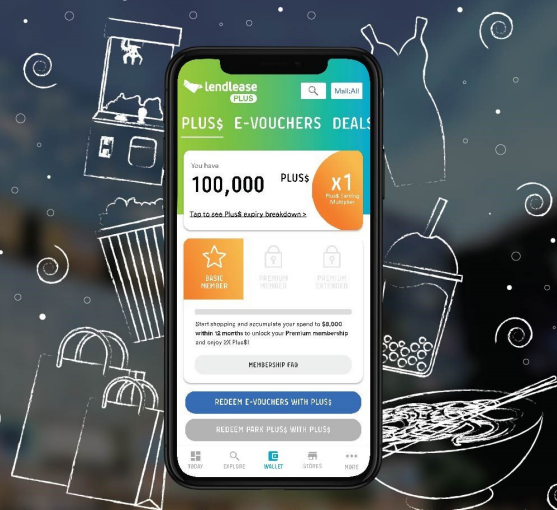 lendlease
PLUS
Mall:All
PLUS$ E-VOUCHERS DEALS
You have
100,000 PLUS$
x1
Plus$ Earning
Multiplier
Tap to see Plus$ expiry breakdown >
BASIC
MEMBER
PREMIUM
MEMBER
PREMIUM
EXTENDED
Start shopping and accumulate your spend to $8,000
within 12 months to unlock your Premium membership
and enjoy 2X Plus$!
MEMBERSHIP FAQ
REDEEM E-VOUCHERS WITH PLUS$
REDEEM PARK PLUS$ WITH PLUS$
TODAY EXPLORE WALLET STORES MORE